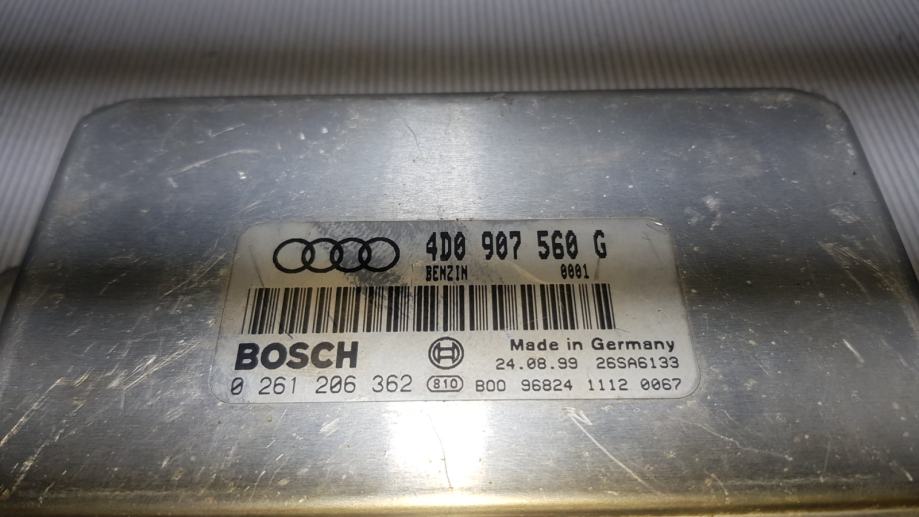 4D0 907 560 G
BENZIN 0001
BOSCH
Made in Germany
24.08.99 26SA6133
0 261 206 362 810 B00 96824 1112 0067